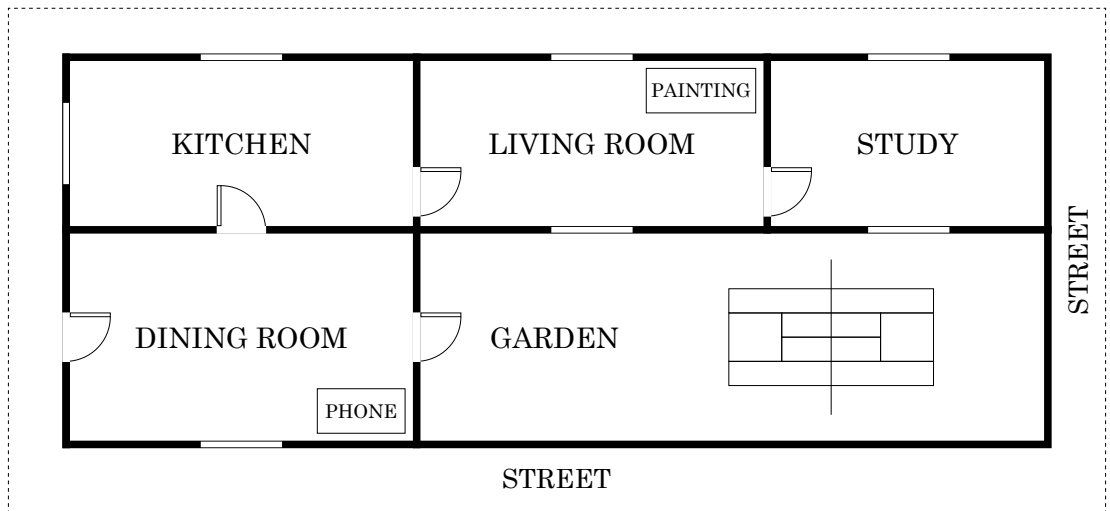 PAINTING
KITCHEN
LIVING ROOM
STUDY
STREET
DINING ROOM
GARDEN
PHONE
STREET